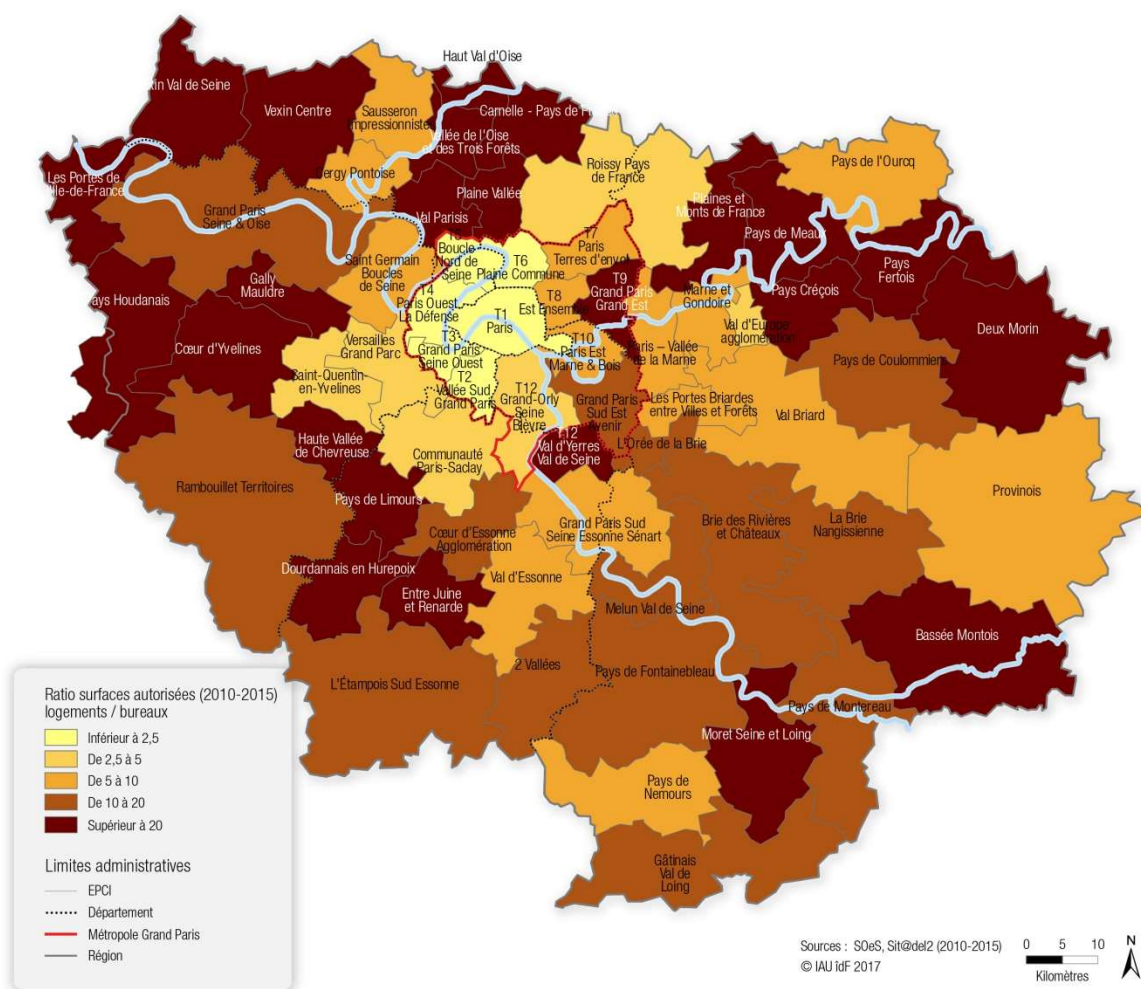 Haut Val d'Oise
Vexin Val de Seine
Vexin Centre
Sausseron
Impressionniste
Carnelle - Pays de
Vallée de l'Oise
et des Trois Forêts
Roissy Pays
de France
Pays de l'Ourcq
Les Portes de
Ile-de-France
Cergy Pontoise
Plaine Vallée
Plaines et
Monts de France
Grand Paris
Seine & Oise
Val Parisis
Pays de Meaux
Boucle
Nord de
Seine
T6
Plaine Commune
T7
Paris
Terres d'envol
Pays
Fertois
Saint Germain
Boucles
de Seine
T9
Grand Paris
Grand Est
Marne et
Gondoire
Pays Créçois
Gally
Mauldre
Pays Houdanais
T4
Paris Ouest
La Défense
T8
Est Ensemble
T1
Paris
Val d'Europe
agglomération
Deux Morin
Cœur d'Yvelines
Versailles
Grand Parc
T3
Grand Paris
Seine Ouest
T10
Paris Est
Marne & Bois
Paris – Vallée
de la Marne
Pays de Coulommiers
Saint-Quentin
en-Yvelines
T2
Vallée Sud
Grand Paris
T12
Grand-Orly
Seine
Bièvre
Grand Paris
Sud Est
Avenir
Les Portes Briardes
entre Villes et Forêts
Val Briard
Haute Vallée
de Chevreuse
Communauté
Paris-Saclay
T12
Val d'Yerres
Val de Seine
L'Orée de la Brie
Rambouillet Territoires
Pays de Limours
Provinois
Cœur d'Essonne
Agglomération
Grand Paris Sud
Seine Essonne Sénart
Brie des Rivières
et Châteaux
La Brie
Nangissienne
Dourdannais en Hurepoix
Val d'Essonne
Entre Juine
et Renarde
Melun Val de Seine
Bassée Montois
L'Étampois Sud Essonne
2 Vallées
Pays de Fontainebleau
Pays de Montereau
Moret Seine et Loing
Pays de
Nemours
Gâtinais
Val de
Loing
Ratio surfaces autorisées (2010-2015)
logements / bureaux
Inférieur à 2,5
De 2,5 à 5
De 5 à 10
De 10 à 20
Supérieur à 20
Limites administratives
EPCI
Département
Métropole Grand Paris
Région
Sources : SOeS, Sit@del2 (2010-2015)
© IAU îdF 2017
0 5 10
Kilomètres
N